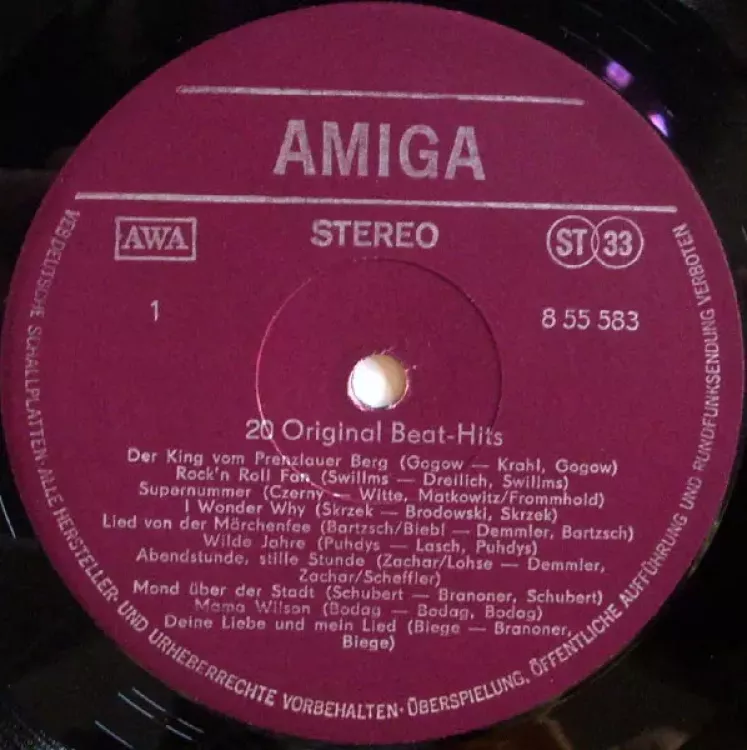 AMIGA
AWA
STEREO
ST 33
1
8 55 583
20 Original Beat-Hits
Der King vom Prenzlauer Berg (Gogow — Krahl, Gogow)
Rock'n Roll Fan (Swillms — Dreilich, Swillms)
Supernummer (Czerny — Witte, Matkowitz/Frommhold)
I Wonder Why (Skrzek — Brodowski, Skrzek)
Lied von der Märchenfee (Bartzsch/Biebl — Demmler, Bartzsch)
Wilde Jahre (Puhdys — Lasch, Puhdys)
Abendstunde, stille Stunde (Zachar/Lohse — Demmler,
Zachar/Scheffler)
Mond über der Stadt (Schubert — Branoner, Schubert)
Mama Wilson (Bodag — Bodag, Bodag)
Deine Liebe und mein Lied (Biege — Branoner,
Biege)
VEB DEUTSCHE SCHALLPLATTEN · ALLE HERSTELLER- UND URHEBERRECHTE VORBEHALTEN · ÜBERSPIELUNG, ÖFFENTLICHE AUFFÜHRUNG UND RUNDFUNKSENDUNG VERBOTEN